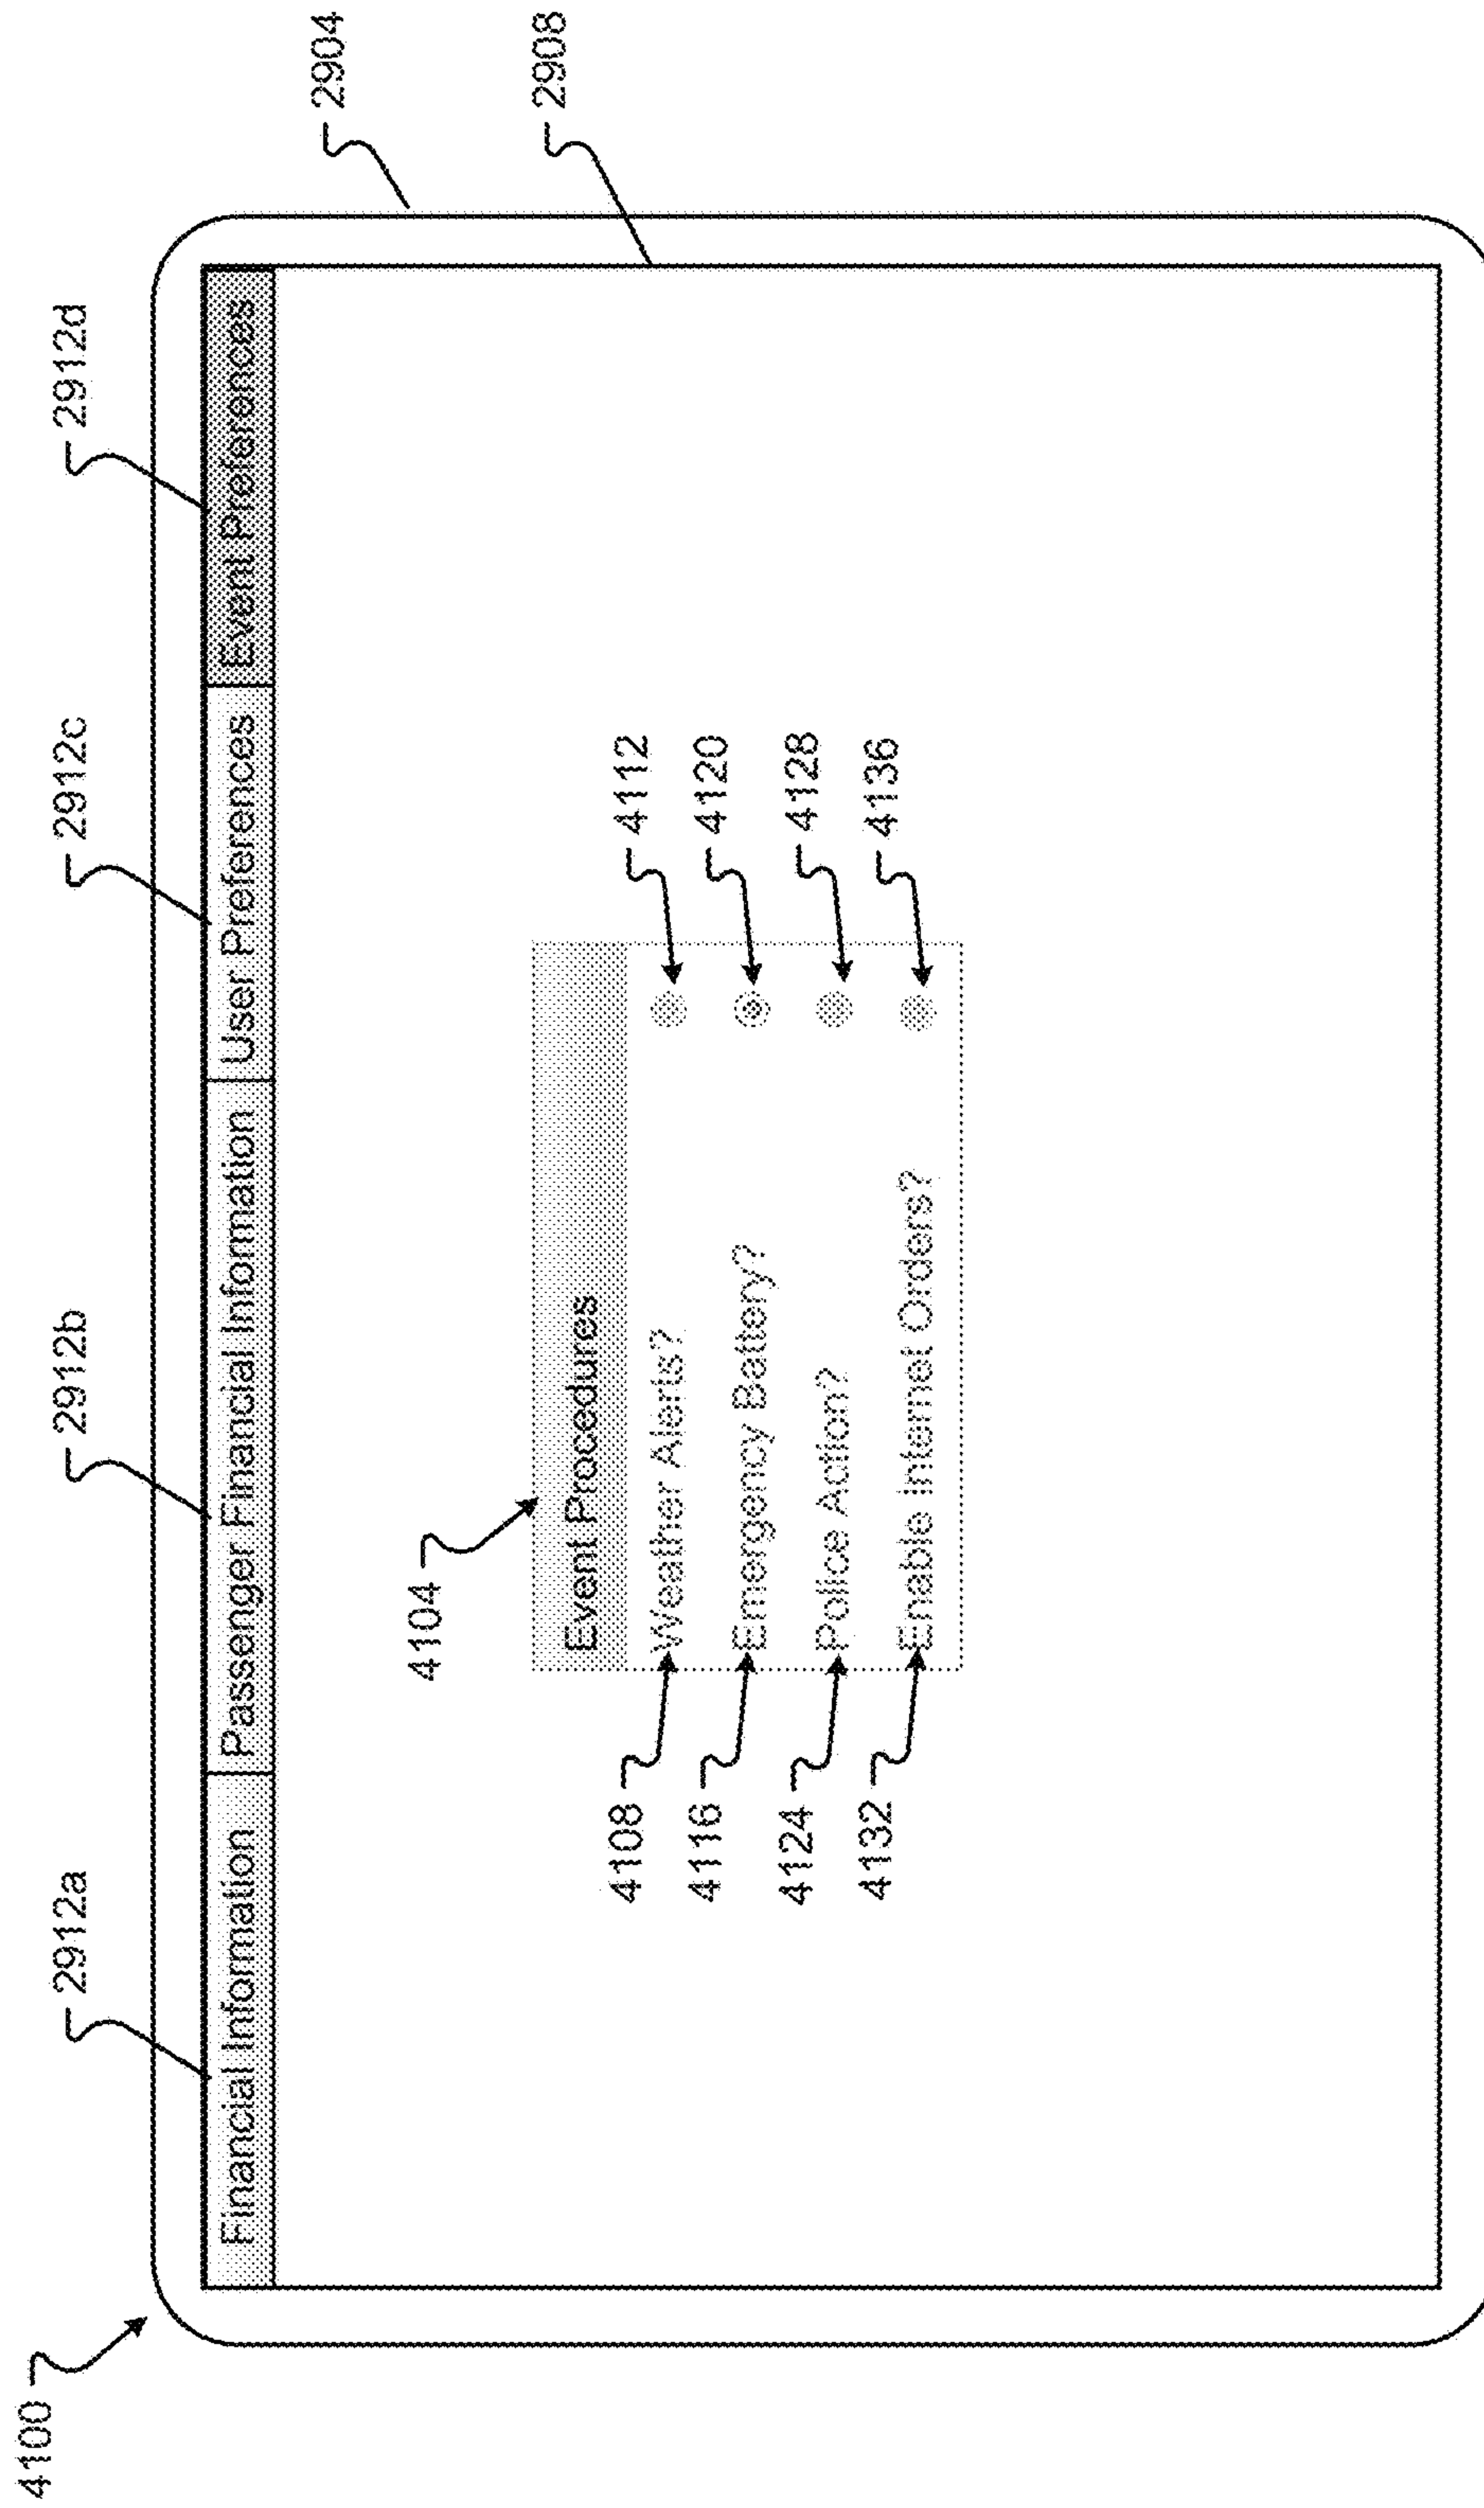 4100
2912a
2912b
2912c
2912d
Financial Information
Passenger Financial Information
User Preferences
Event Preferences
2904
2908
4104
Event Procedures
4108
Weather Alerts?
4112
4116
Emergency Battery?
4120
4124
Police Action?
4128
4132
Enable Internet Orders?
4136